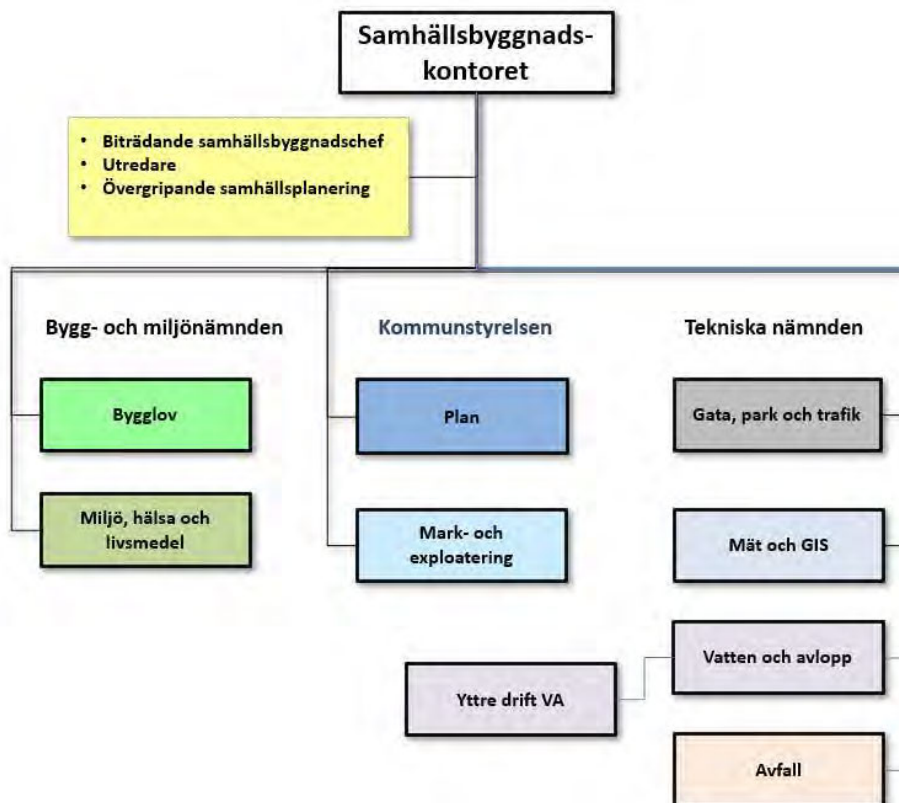 Samhällsbyggnads-
kontoret
• Biträdande samhällsbyggnadschef
• Utredare
• Övergripande samhällsplanering
Bygg- och miljönämnden
Bygglov
Miljö, hälsa och
livsmedel
Kommunstyrelsen
Plan
Mark- och
exploatering
Tekniska nämnden
Gata, park och trafik
Mät och GIS
Vatten och avlopp
Yttre drift VA
Avfall